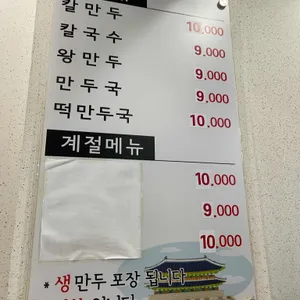 칼만두 10,000
칼국수 9,000
왕만두 9,000
만두국 9,000
떡만두국 10,000
계절메뉴
10,000
9,000
10,000
* 생만두 포장 됩니다